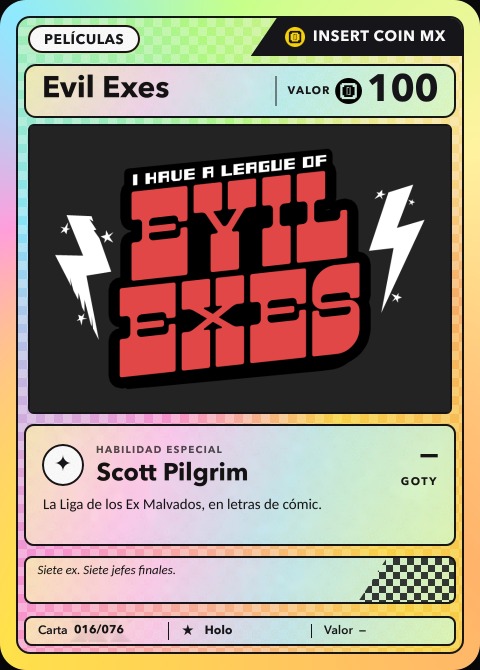 PELÍCULAS
INSERT COIN MX
Evil Exes
VALOR 100
I HAVE A LEAGUE OF
EVIL
EXES
HABILIDAD ESPECIAL
Scott Pilgrim
–
GOTY
La Liga de los Ex Malvados, en letras de cómic.
Siete ex. Siete jefes finales.
Carta 016/076 ★ Holo Valor –